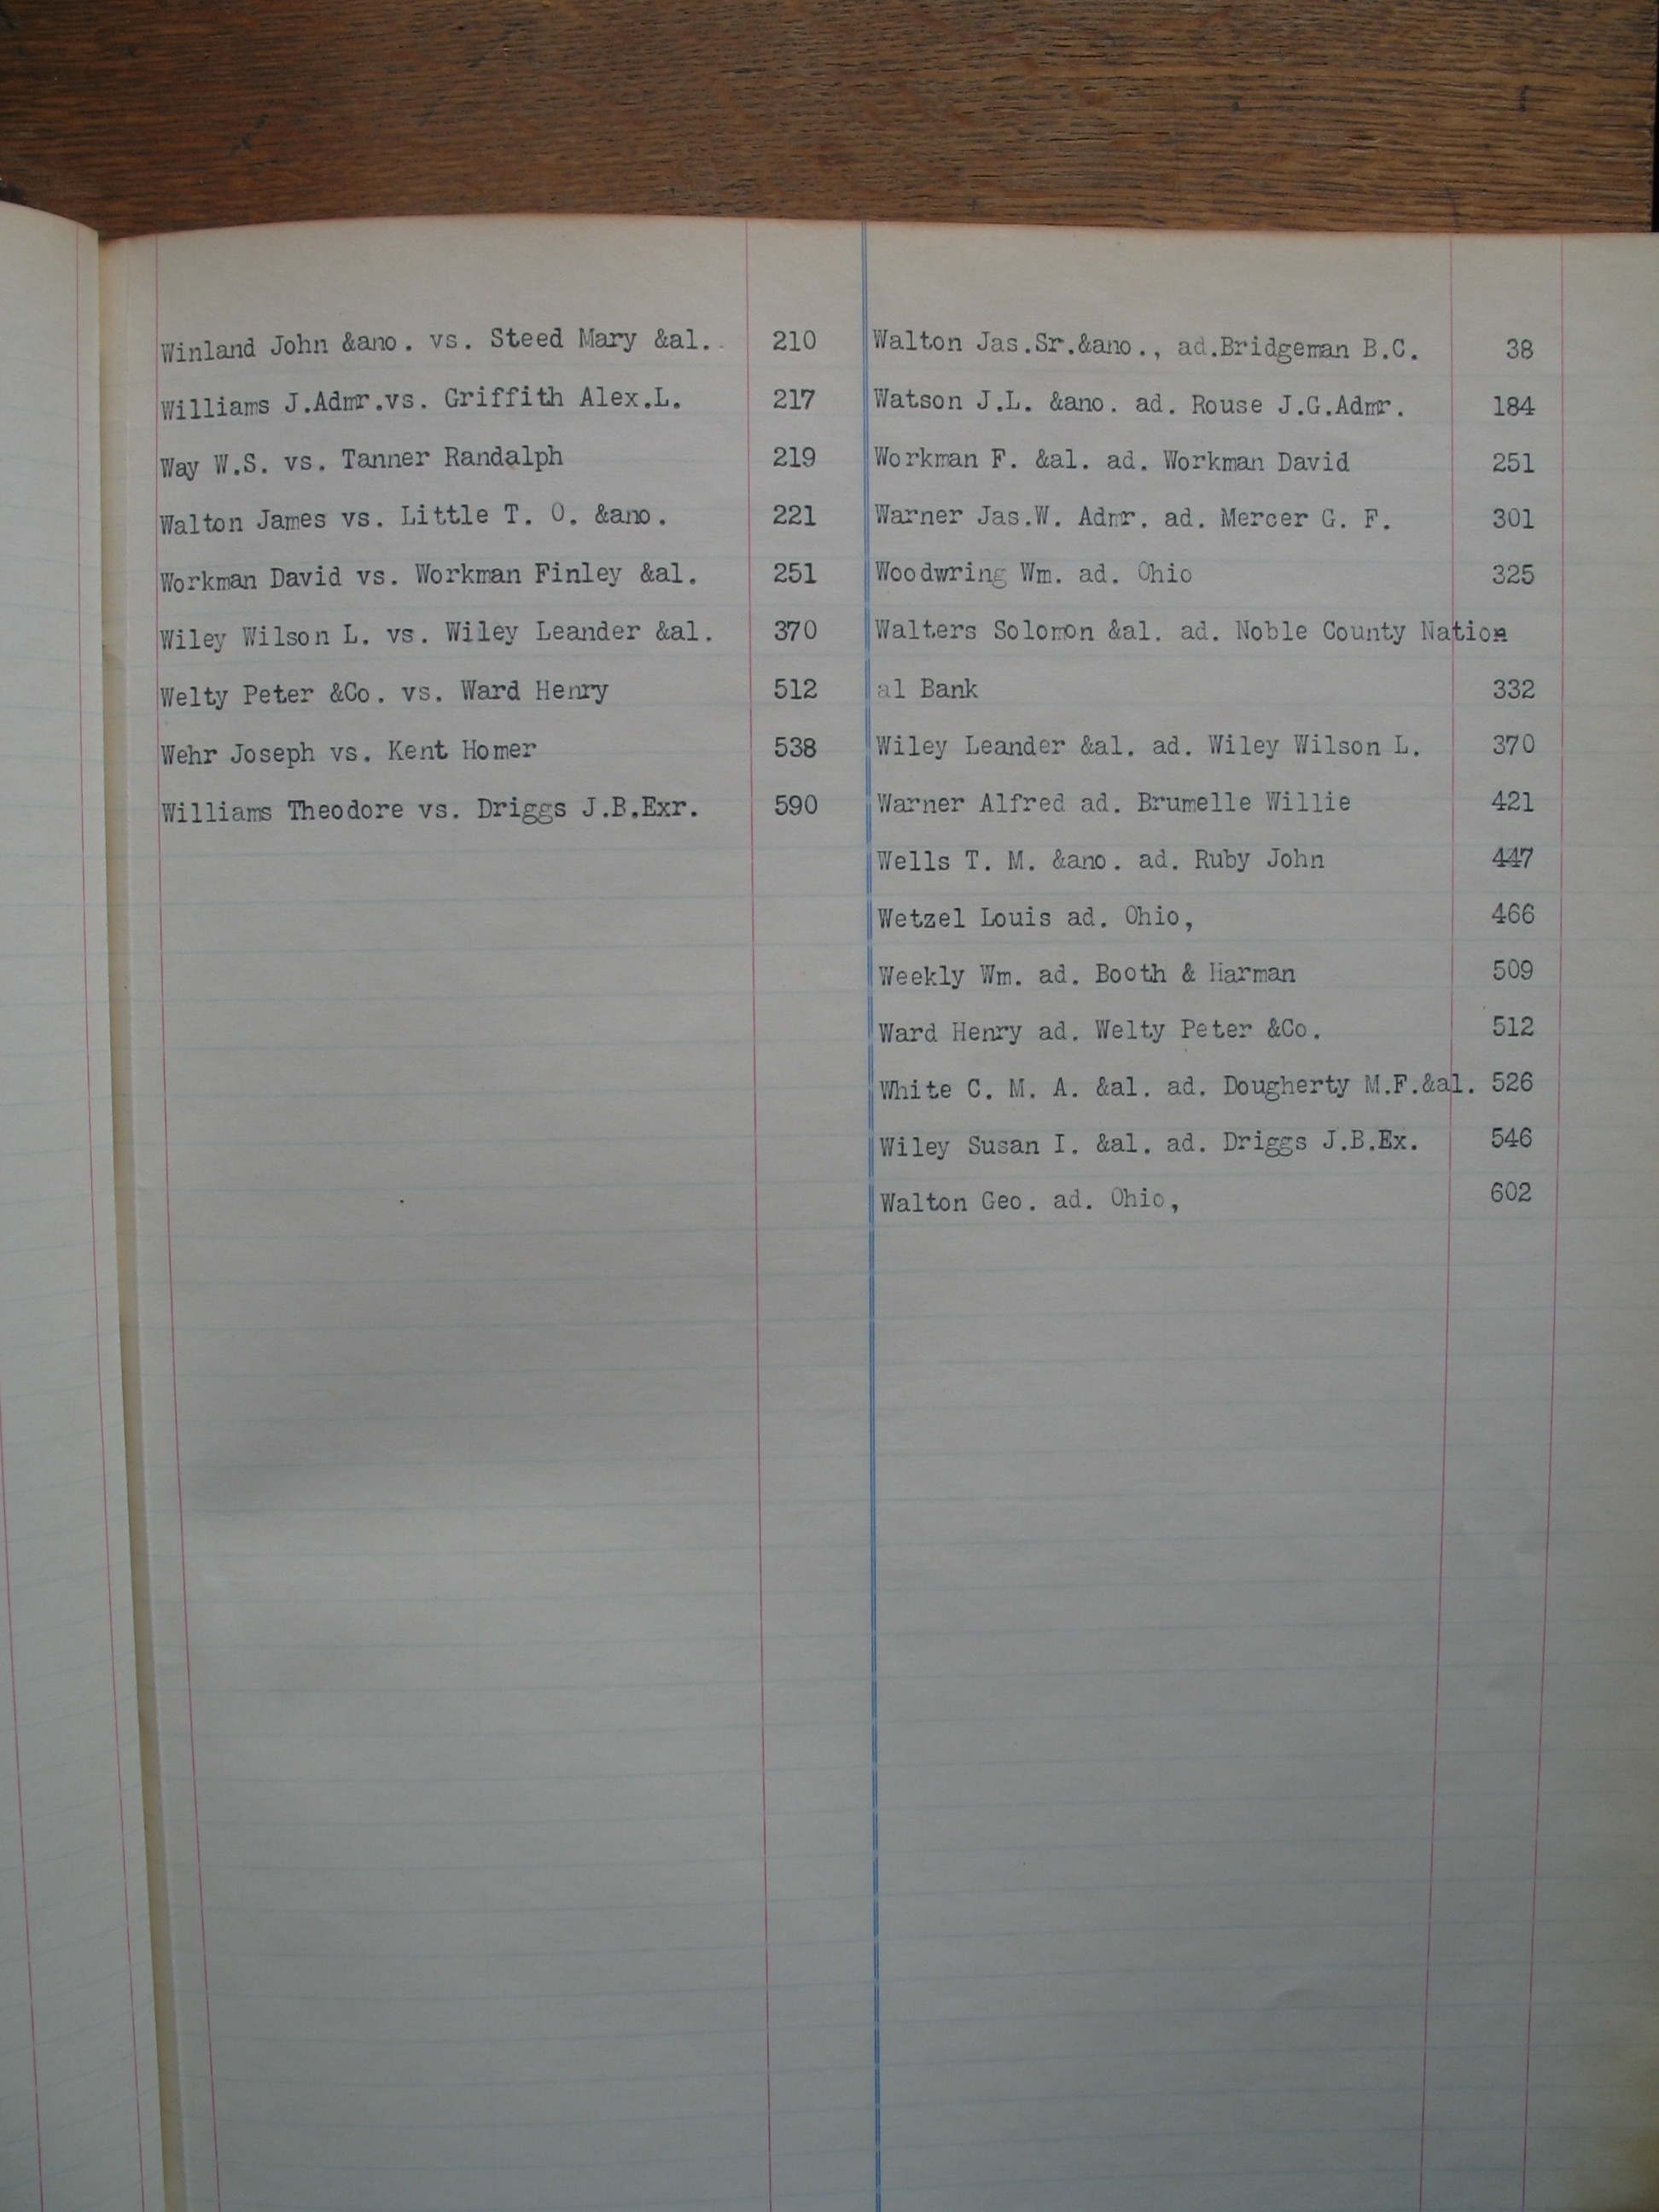 Winland John &ano. vs. Steed Mary &al. 210
Williams J.Admr.vs. Griffith Alex.L. 217
Way W.S. vs. Tanner Randalph 219
Walton James vs. Little T. O. &ano. 221
Workman David vs. Workman Finley &al. 251
Wiley Wilson L. vs. Wiley Leander &al. 370
Welty Peter &Co. vs. Ward Henry 512
Wehr Joseph vs. Kent Homer 538
Williams Theodore vs. Driggs J.B.Exr. 590
Walton Jas.Sr.&ano., ad.Bridgeman B.C. 38
Watson J.L. &ano. ad. Rouse J.G.Admr. 184
Workman F. &al. ad. Workman David 251
Warner Jas.W. Admr. ad. Mercer G. F. 301
Woodwring Wm. ad. Ohio 325
Walters Solomon &al. ad. Noble County Nation
al Bank 332
Wiley Leander &al. ad. Wiley Wilson L. 370
Warner Alfred ad. Brumelle Willie 421
Wells T. M. &ano. ad. Ruby John 447
Wetzel Louis ad. Ohio, 466
Weekly Wm. ad. Booth & Harman 509
Ward Henry ad. Welty Peter &Co. 512
White C. M. A. &al. ad. Dougherty M.F.&al. 526
Wiley Susan I. &al. ad. Driggs J.B.Ex. 546
Walton Geo. ad. Ohio, 602